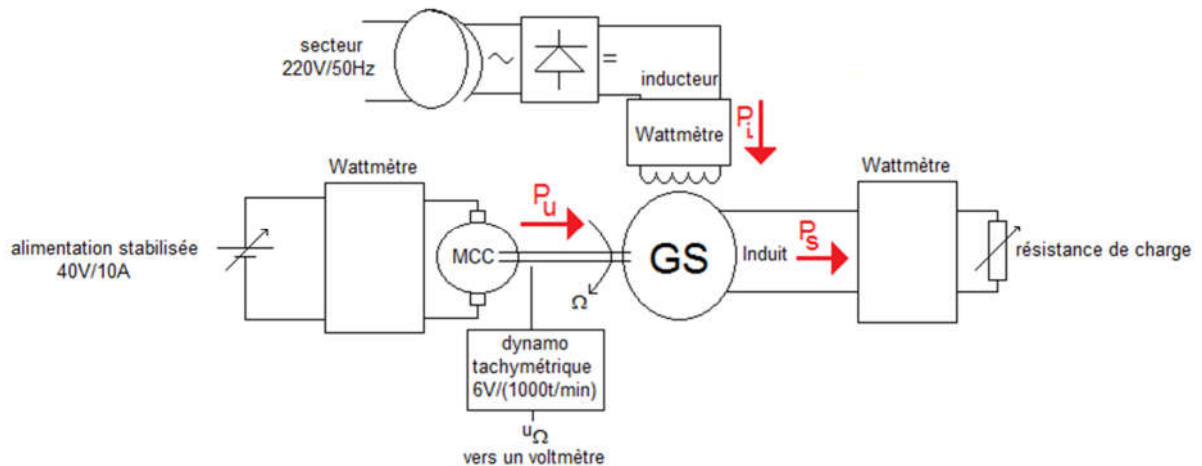 secteur
220V/50Hz
~
=
inducteur
Wattmètre
Pi
Wattmètre
Wattmètre
alimentation stabilisée
40V/10A
MCC
Pu
Ω
GS
Induit
Ps
résistance de charge
dynamo
tachymétrique
6V/(1000t/min)
uΩ
vers un voltmètre